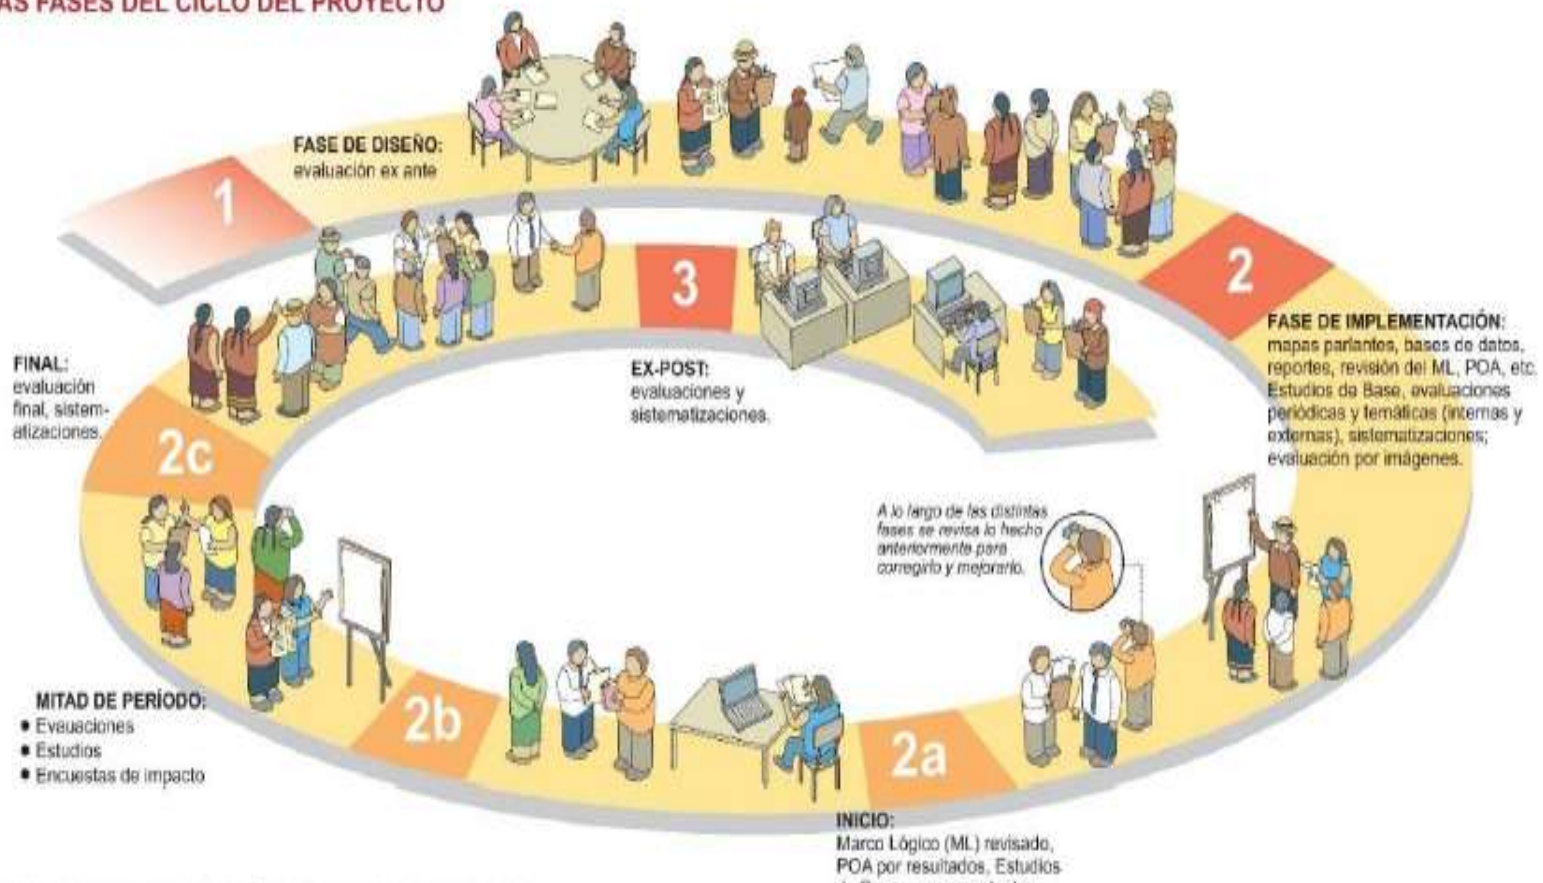 AS FASES DEL CICLO DEL PROYECTO
1
FASE DE DISEÑO:
evaluación ex ante
2
FASE DE IMPLEMENTACIÓN:
mapas parlantes, bases de datos,
reportes, revisión del ML, POA, etc.
Estudios de Base, evaluaciones
periódicas y temáticas (internas y
externas), sistematizaciones;
evaluación por imágenes.
3
EX-POST:
evaluaciones y
sistematizaciones.
FINAL:
evaluación
final, sistem-
atizaciones.
2c
A lo largo de las distintas
fases se revisa lo hecho
anteriormente para
corregirlo y mejorarlo.
MITAD DE PERÍODO:
• Evauaciones
• Estudios
• Encuestas de impacto
2b
2a
INICIO:
Marco Lógico (ML) revisado,
POA por resultados, Estudios